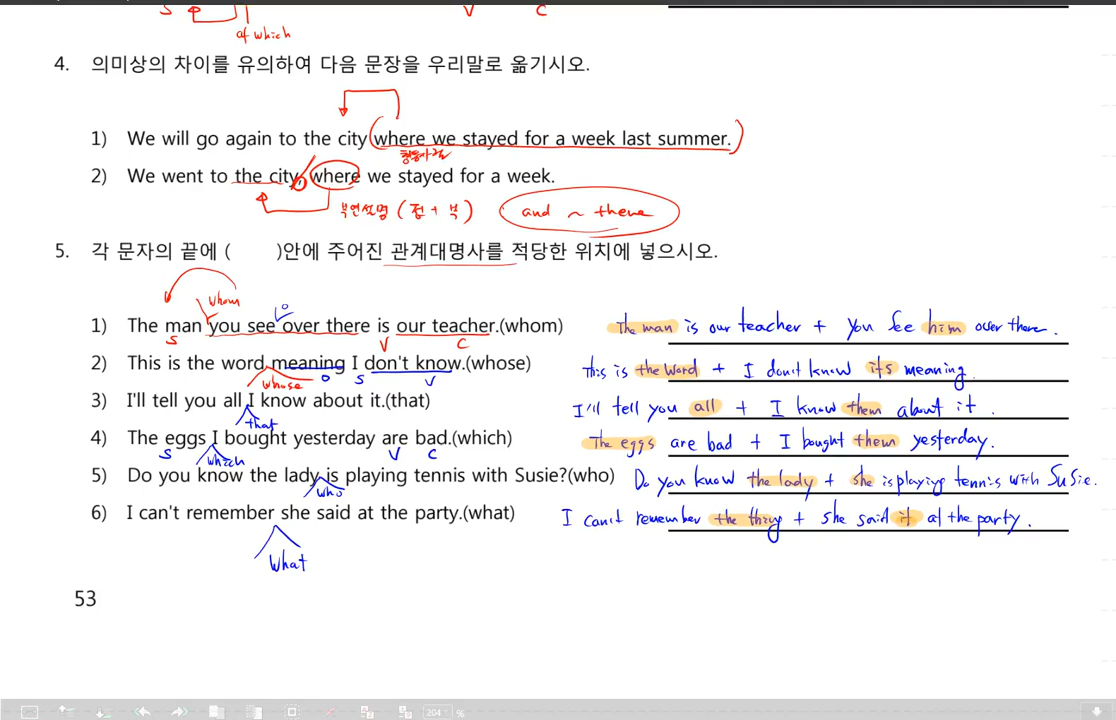 S V C
of which
4. 의미상의 차이를 유의하여 다음 문장을 우리말로 옮기시오.
1) We will go again to the city (where we stayed for a week last summer.)
형용사절
2) We went to the city, where we stayed for a week.
부연설명 (접 + 부) and ~ there
5. 각 문자의 끝에 ( )안에 주어진 관계대명사를 적당한 위치에 넣으시오.
whom o
1) The man you see over there is our teacher.(whom) The man is our teacher + You see him over there.
S V C
2) This is the word meaning I don't know.(whose) This is the word + I don't know its meaning.
whose o S V
3) I'll tell you all I know about it.(that) I'll tell you all + I know them about it.
that
4) The eggs I bought yesterday are bad.(which) The eggs are bad + I bought them yesterday.
S which V C
5) Do you know the lady is playing tennis with Susie?(who) Do you know the lady + she is playing tennis with Susie.
who
6) I can't remember she said at the party.(what) I can't remember the thing + she said it at the party.
what
53
204 %